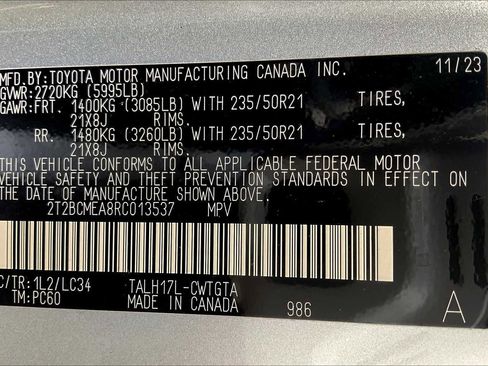 MFD.BY:TOYOTA MOTOR MANUFACTURING CANADA INC. 11/23
GVWR:2720KG (5995LB)
GAWR:FRT. 1400KG (3085LB) WITH 235/50R21 TIRES,
21X8J RIMS.
RR. 1480KG (3260LB) WITH 235/50R21 TIRES,
21X8J RIMS.
THIS VEHICLE CONFORMS TO ALL APPLICABLE FEDERAL MOTOR
VEHICLE SAFETY AND THEFT PREVENTION STANDARDS IN EFFECT ON
THE DATE OF MANUFACTURE SHOWN ABOVE.
2T2BCMEA8RC013537 MPV
C/TR:1L2/LC34 TALH17L-CWTGTA
TM:PC60 MADE IN CANADA 986 A